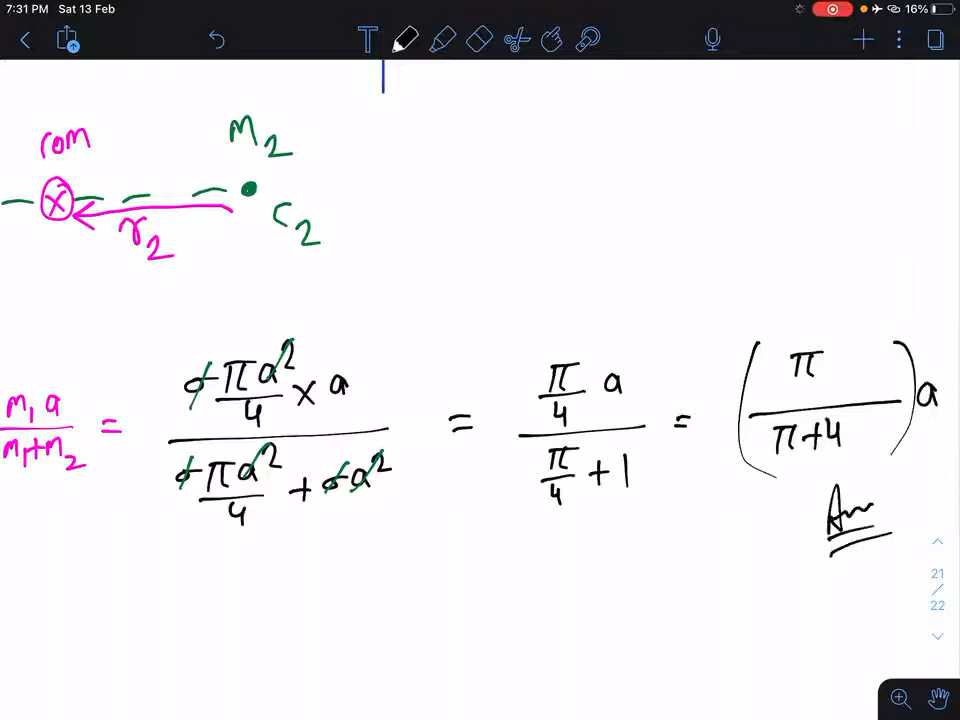 7:31 PM Sat 13 Feb
16%
T
com
M2
X
r2
C2
m1 a / m1+m2 = (σπa²/4 × a) / (σπa²/4 + σa²) = (π/4 a) / (π/4 + 1) = (π / π+4) a
Ans
21
/
22